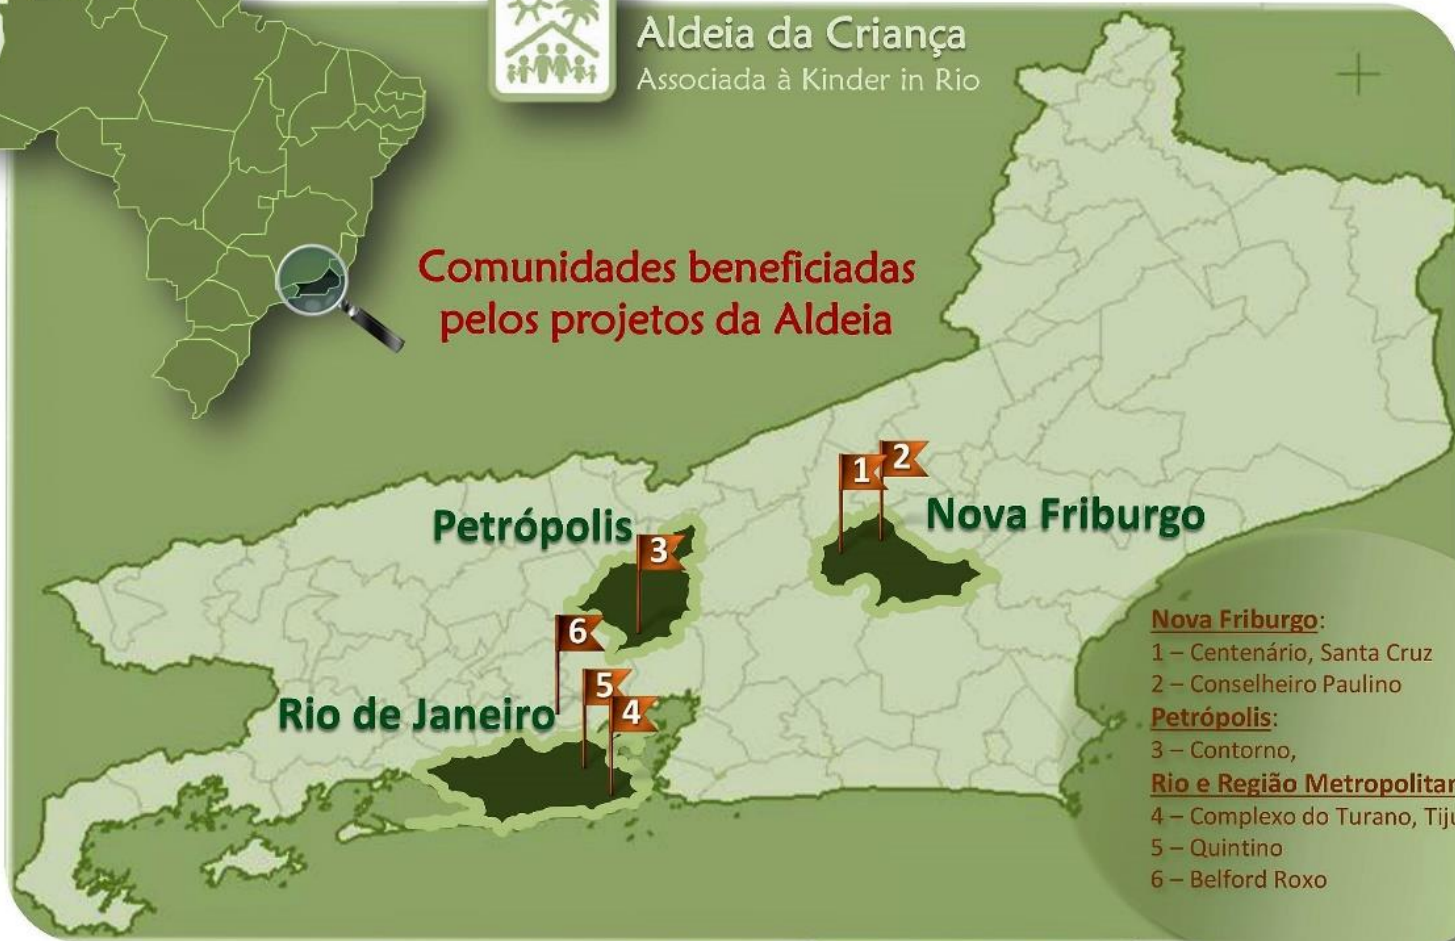 Aldeia da Criança
Associada à Kinder in Rio
Comunidades beneficiadas
pelos projetos da Aldeia
1
2
Nova Friburgo
Petrópolis
3
6
5
4
Rio de Janeiro
Nova Friburgo:
1 – Centenário, Santa Cruz
2 – Conselheiro Paulino
Petrópolis:
3 – Contorno,
Rio e Região
4 – Complexo do Turano,
5 – Quintino
6 – Belford Roxo